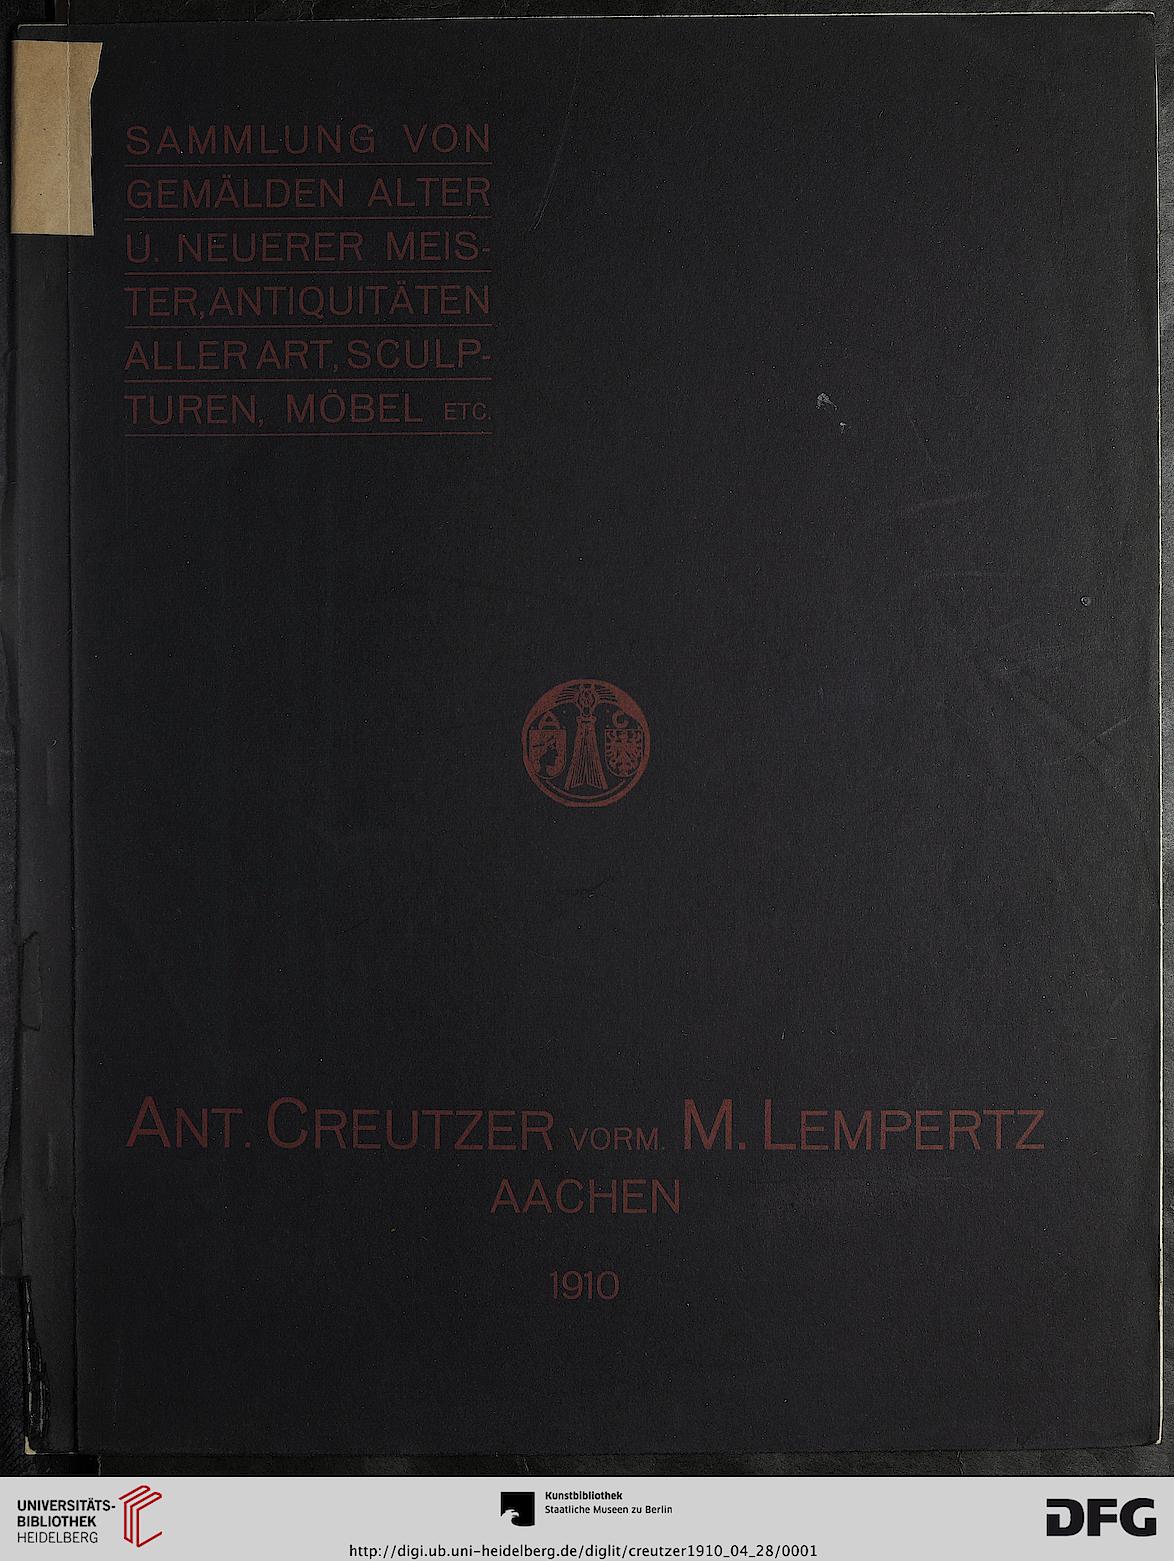 SAMMLUNG VON
GEMÄLDEN ALTER
U. NEUERER MEIS-
TER, ANTIQUITÄTEN
ALLER ART, SCULP-
TUREN, MÖBEL ETC.
A C
ANT. CREUTZER VORM. M. LEMPERTZ
AACHEN
1910
UNIVERSITÄTS-
BIBLIOTHEK
HEIDELBERG
Kunstbibliothek
Staatliche Museen zu Berlin
DFG
http://digi.ub.uni-heidelberg.de/diglit/creutzer1910_04_28/0001